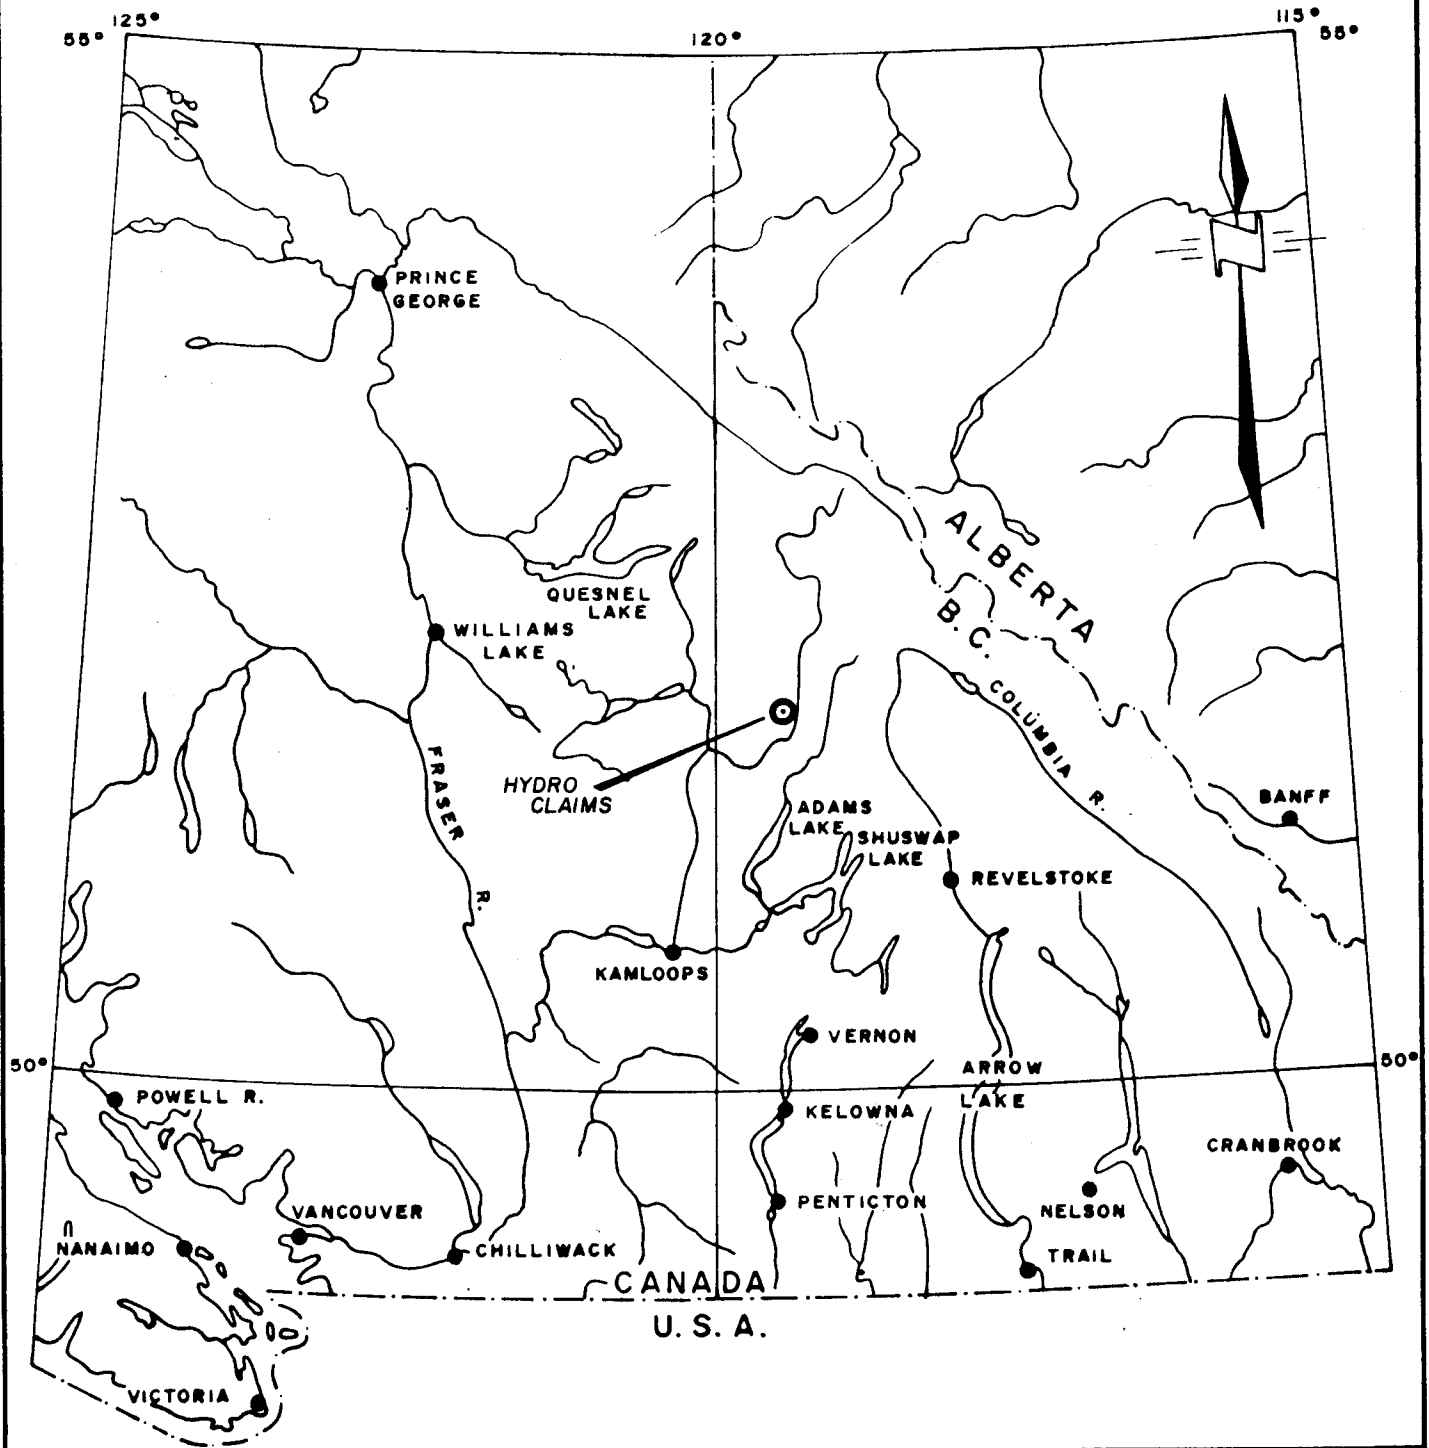 125°
115°
55°
120°
55°
PRINCE
GEORGE
ALBERTA
QUESNEL
LAKE
B.C.
WILLIAMS
LAKE
COLUMBIA R.
FRASER R.
HYDRO
CLAIMS
BANFF
ADAMS
LAKE
SHUSWAP
LAKE
REVELSTOKE
KAMLOOPS
VERNON
50°
50°
ARROW
LAKE
POWELL R.
KELOWNA
CRANBROOK
PENTICTON
VANCOUVER
NELSON
NANAIMO
CHILLIWACK
TRAIL
CANADA
U.S.A.
VICTORIA